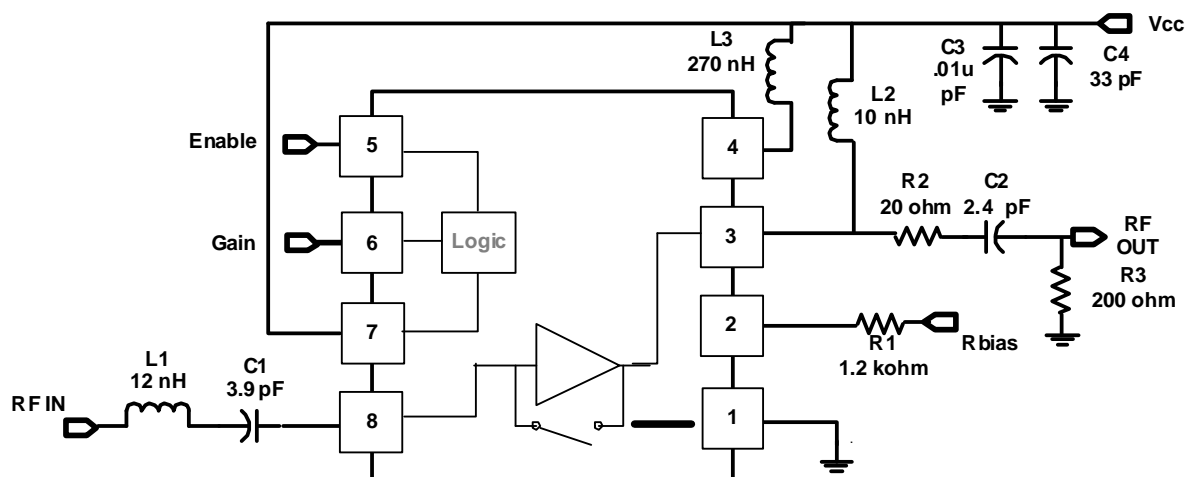 L3
270 nH
C3
.01u
pF
Vcc
C4
33 pF
L2
10 nH
Enable
5
4
R2
20 ohm
C2
2.4 pF
Gain
6
Logic
3
RF
OUT
R3
200 ohm
7
2
R1
1.2 kohm
Rbias
L1
12 nH
C1
3.9 pF
RF IN
8
1